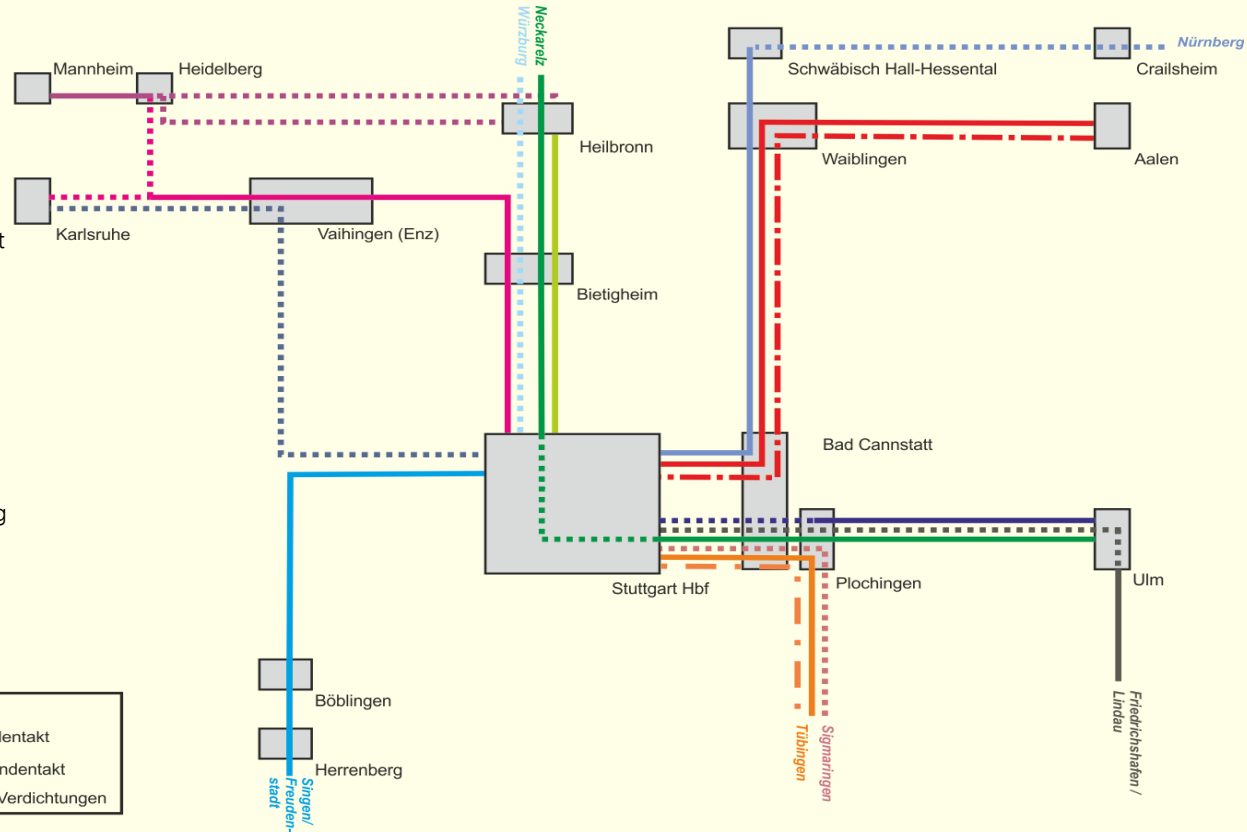 Würzburg
Neckarelz
Nürnberg
Mannheim
Heidelberg
Schwäbisch Hall-Hessental
Crailsheim
Heilbronn
Waiblingen
Aalen
Karlsruhe
Vaihingen (Enz)
t
Bietigheim
Bad Cannstatt
g
Stuttgart Hbf
Plochingen
Ulm
Böblingen
Herrenberg
Singen/
Freuden-
stadt
Tübingen
Sigmaringen
Friedrichshafen /
Lindau
dentakt
ndentakt
Verdichtungen